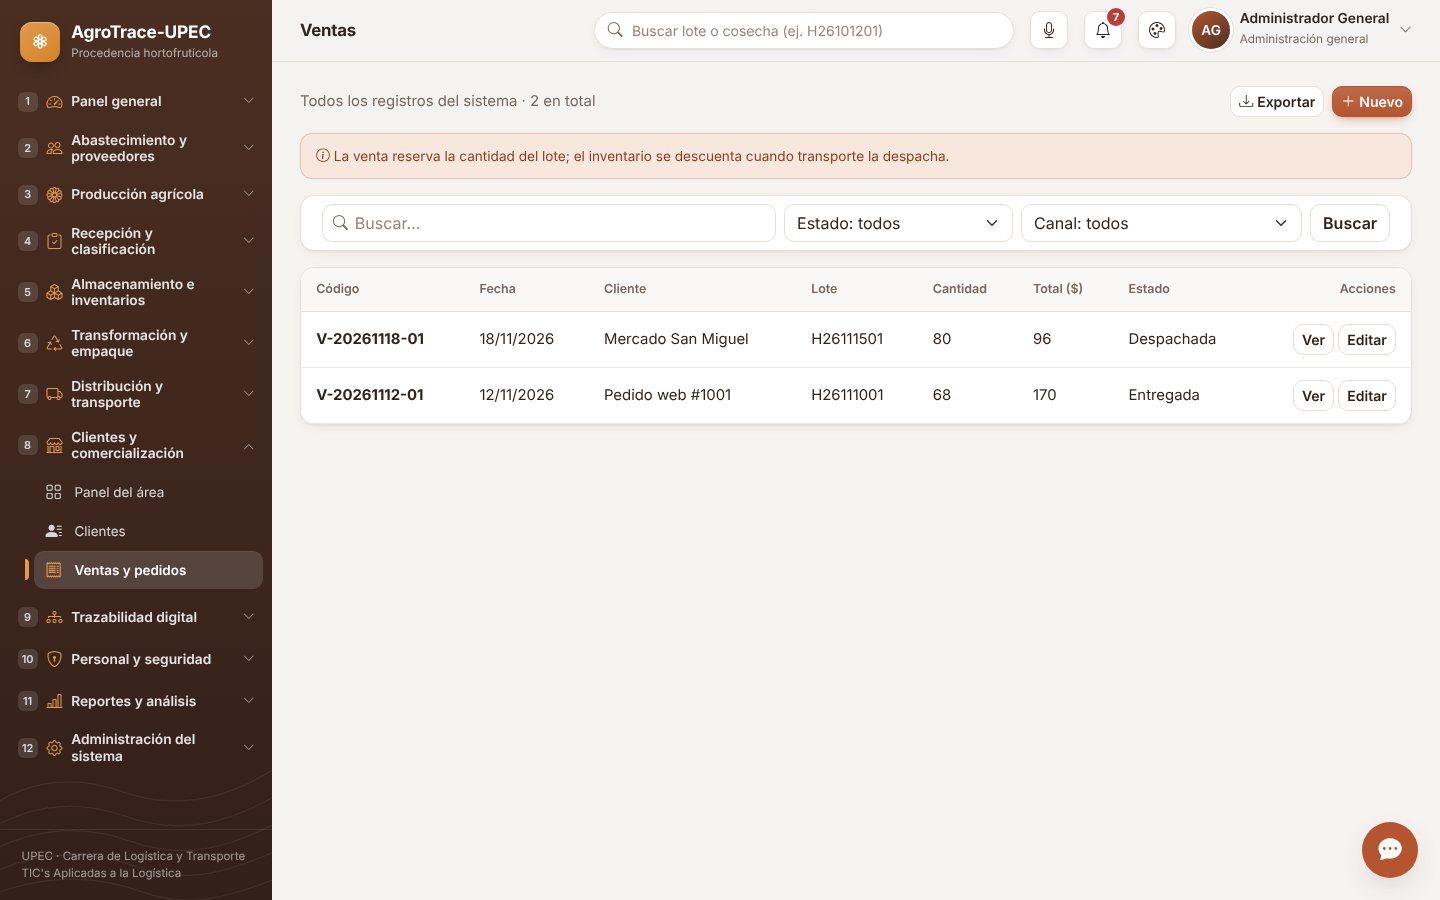 AgroTrace-UPEC
Procedencia hortofrutícola
1 Panel general
2 Abastecimiento y
proveedores
3 Producción agrícola
4 Recepción y
clasificación
5 Almacenamiento e
inventarios
6 Transformación y
empaque
7 Distribución y
transporte
8 Clientes y
comercialización
Panel del área
Clientes
Ventas y pedidos
9 Trazabilidad digital
10 Personal y seguridad
11 Reportes y análisis
12 Administración del
sistema
UPEC · Carrera de Logística y Transporte
TIC's Aplicadas a la Logística
Ventas
Buscar lote o cosecha (ej. H26101201)
7
AG
Administrador General
Administración general
Todos los registros del sistema · 2 en total
Exportar
Nuevo
La venta reserva la cantidad del lote; el inventario se descuenta cuando transporte la despacha.
Buscar...
Estado: todos
Canal: todos
Buscar
Código Fecha Cliente Lote Cantidad Total ($) Estado Acciones
V-20261118-01 18/11/2026 Mercado San Miguel H26111501 80 96 Despachada Ver Editar
V-20261112-01 12/11/2026 Pedido web #1001 H26111001 68 170 Entregada Ver Editar